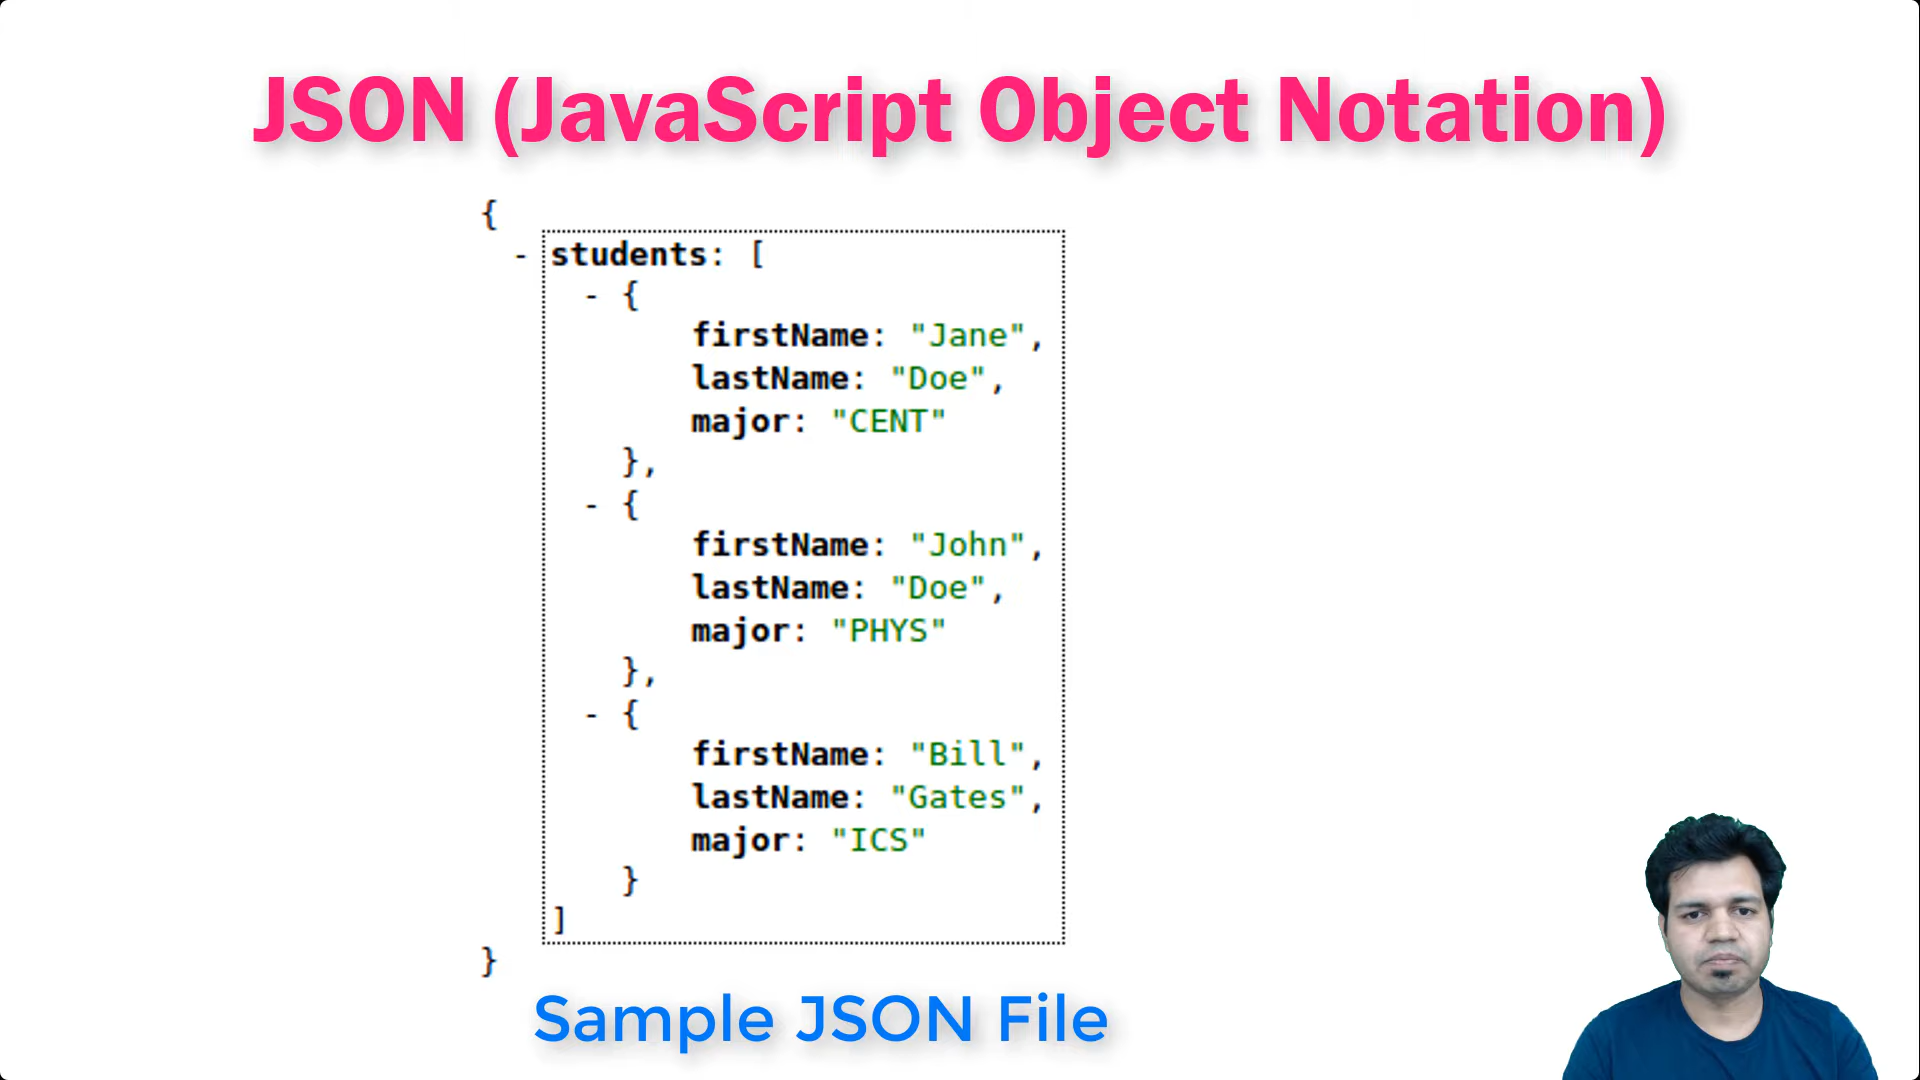 JSON (JavaScript Object Notation)
{
- students: [
- {
firstName: "Jane",
lastName: "Doe",
major: "CENT"
},
- {
firstName: "John",
lastName: "Doe",
major: "PHYS"
},
- {
firstName: "Bill",
lastName: "Gates",
major: "ICS"
}
]
}
Sample JSON File